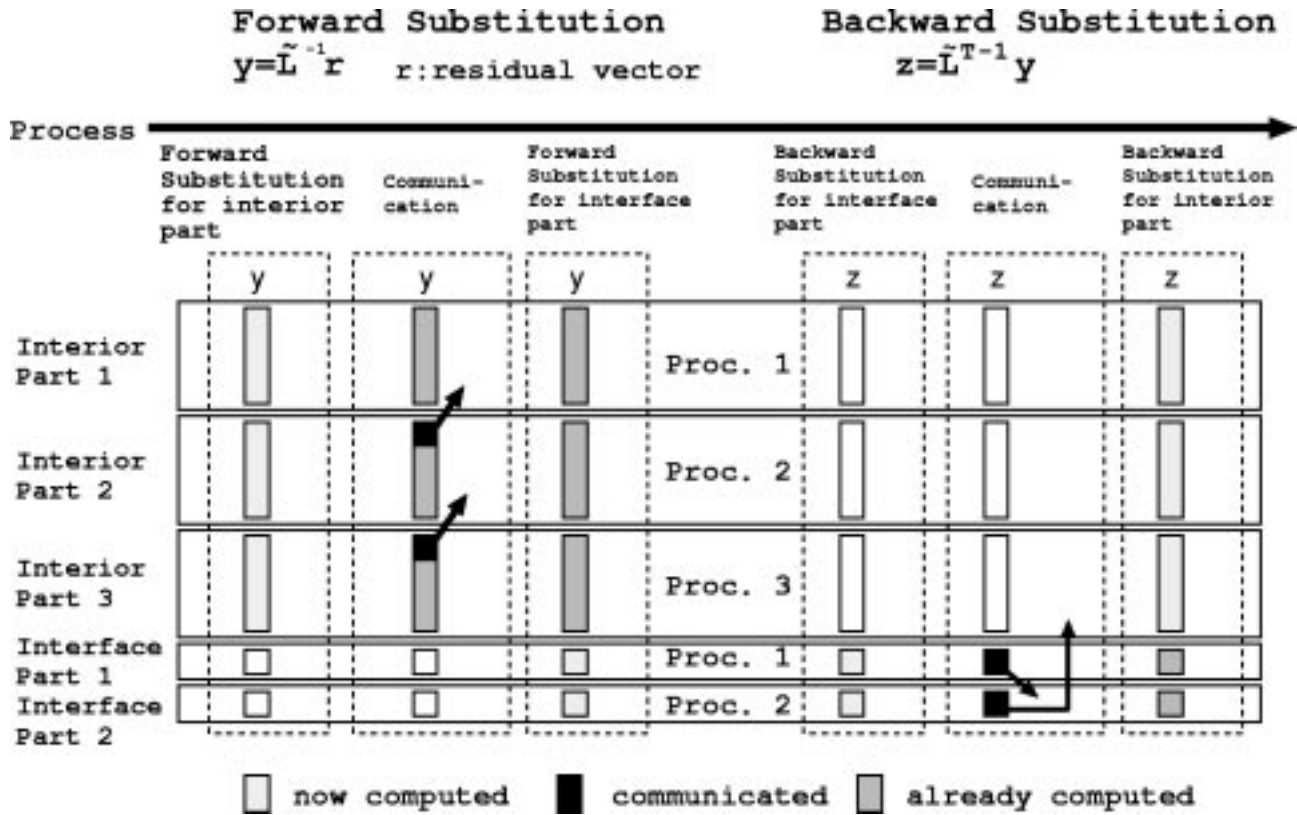 Forward Substitution
Backward Substitution
y=L̃⁻¹r
r:residual vector
z=L̃ᵀ⁻¹y
Process
Forward
Substitution
for interior
part
Communi-
cation
Forward
Substitution
for interface
part
Backward
Substitution
for interface
part
Communi-
cation
Backward
Substitution
for interior
part
y
y
y
z
z
z
Interior
Part 1
Proc. 1
Interior
Part 2
Proc. 2
Interior
Part 3
Proc. 3
Interface
Part 1
Proc. 1
Interface
Part 2
Proc. 2
now computed
communicated
already computed